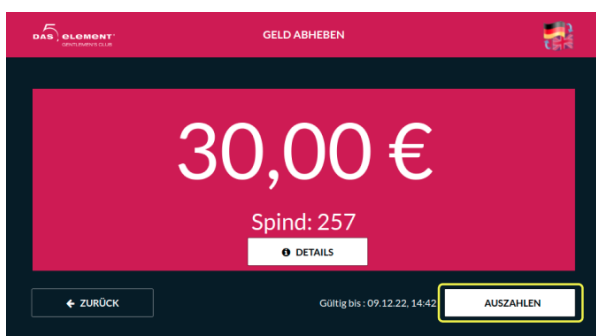 DAS 5 ELEMENT
GENTLEMEN'S CLUB
GELD ABHEBEN
30,00 €
Spind: 257
DETAILS
ZURÜCK
Gültig bis : 09.12.22, 14:42
AUSZAHLEN